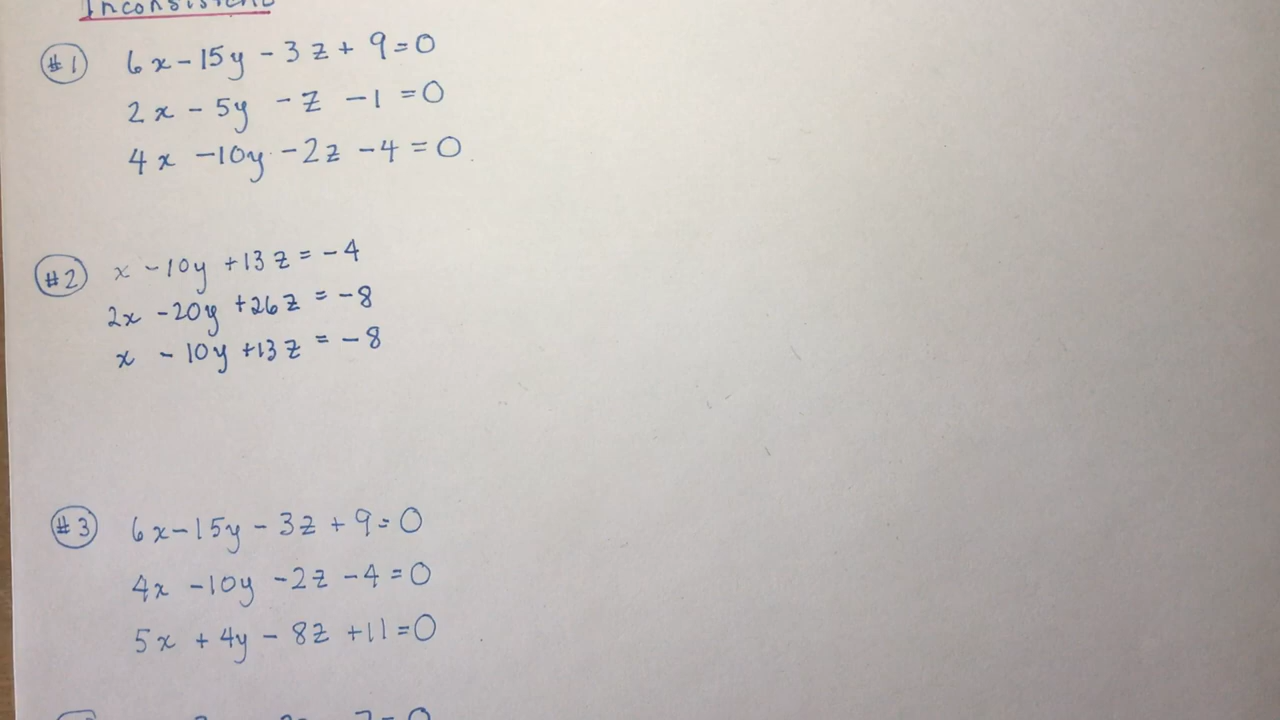 Inconsistent
#1 6x - 15y - 3z + 9 = 0
2x - 5y - z - 1 = 0
4x - 10y - 2z - 4 = 0
#2 x - 10y + 13z = -4
2x - 20y + 26z = -8
x - 10y + 13z = -8
#3 6x - 15y - 3z + 9 = 0
4x - 10y - 2z - 4 = 0
5x + 4y - 8z + 11 = 0